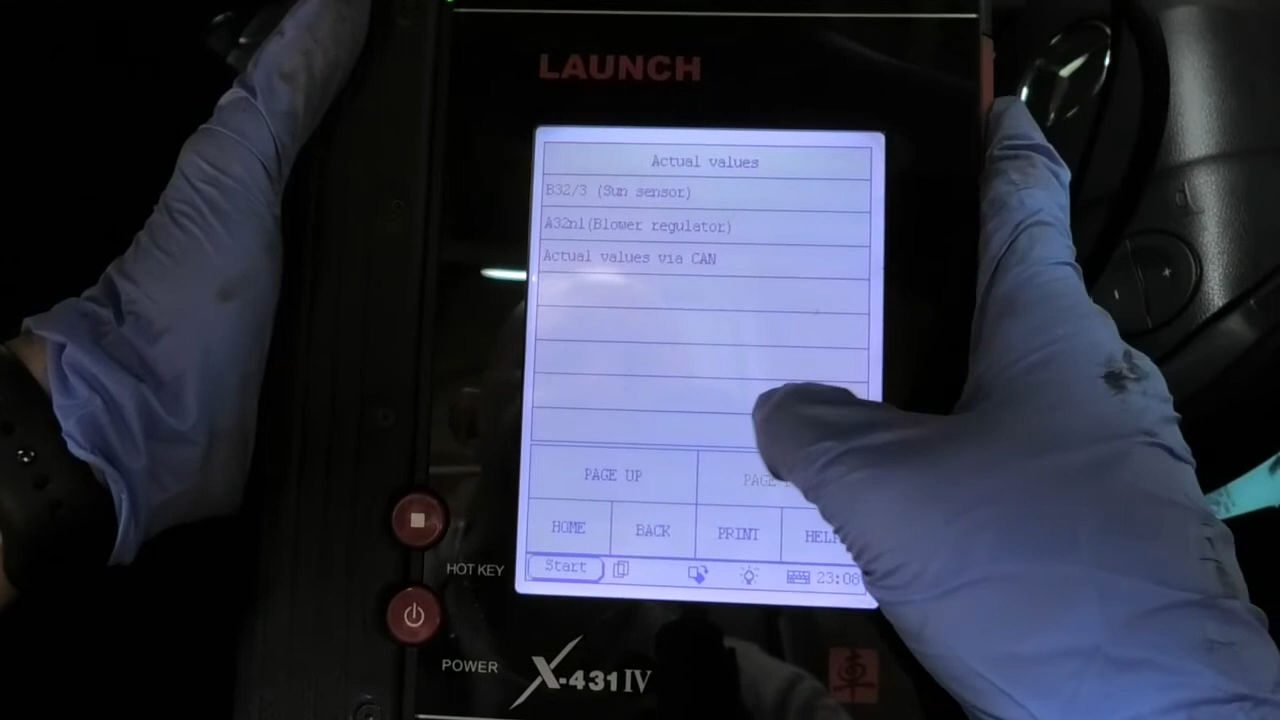 LAUNCH
Actual values
B32/3 (Sun sensor)
A32n1(Blower regulator)
Actual values via CAN
PAGE UP
PAGE
HOME
BACK
PRINT
HELP
Start
23:08
HOT KEY
POWER
X-431 IV
車
+
-